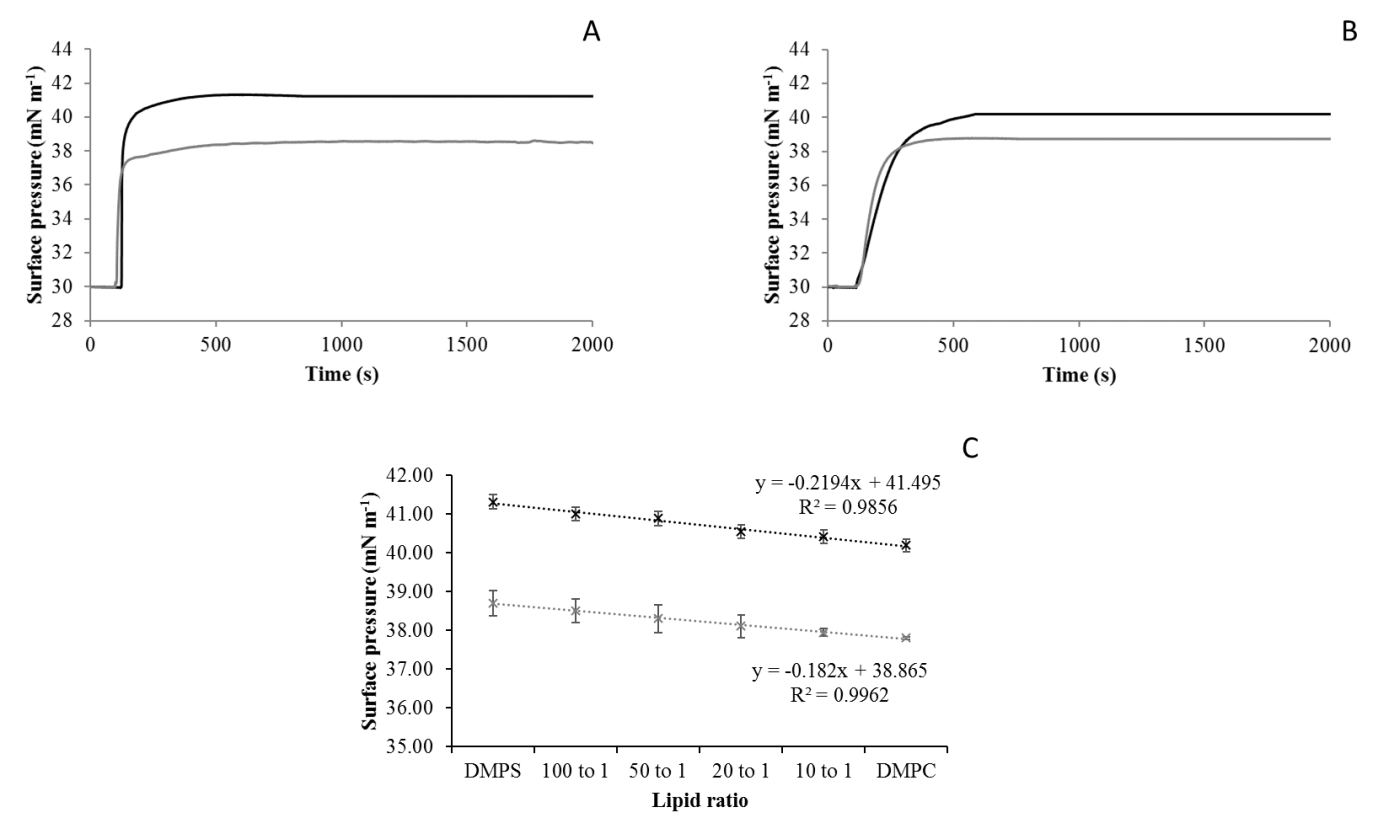 A
44
42
40
38
36
34
32
30
28
Surface pressure (mN m⁻¹)
0 500 1000 1500 2000
Time (s)
B
44
42
40
38
36
34
32
30
28
Surface pressure (mN m⁻¹)
0 500 1000 1500 2000
Time (s)
C
42.00
41.00
40.00
39.00
38.00
37.00
36.00
35.00
Surface pressure (mN m⁻¹)
y = -0.2194x + 41.495
R² = 0.9856
y = -0.182x + 38.865
R² = 0.9962
DMPS 100 to 1 50 to 1 20 to 1 10 to 1 DMPC
Lipid ratio